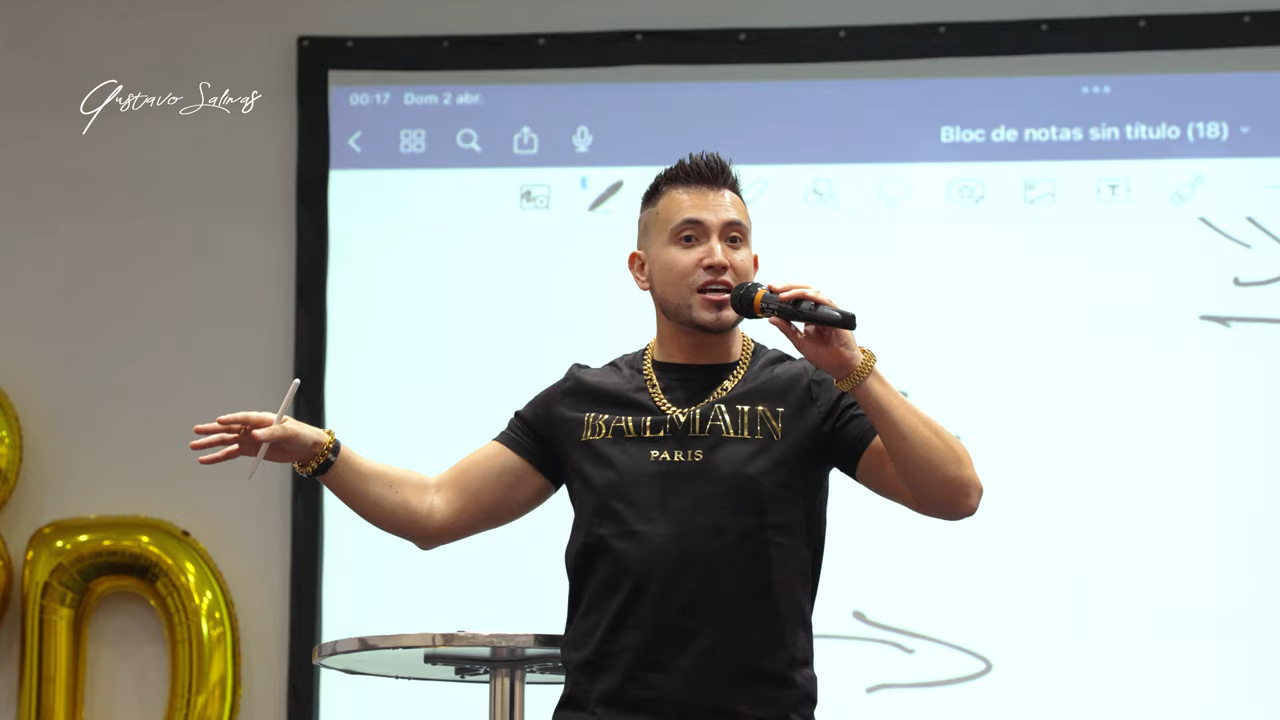 Gustavo Salinas
00:17 Dom 2 abr.
Bloc de notas sin título (18)
T
BALMAIN
PARIS
D